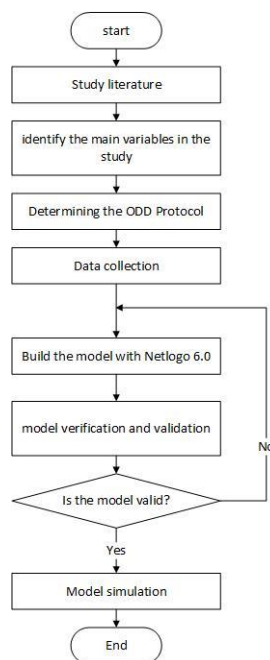 start
Study literature
identify the main variables in the
study
Determining the ODD Protocol
Data collection
Build the model with Netlogo 6.0
model verification and validation
No
Is the model valid?
Yes
Model simulation
End